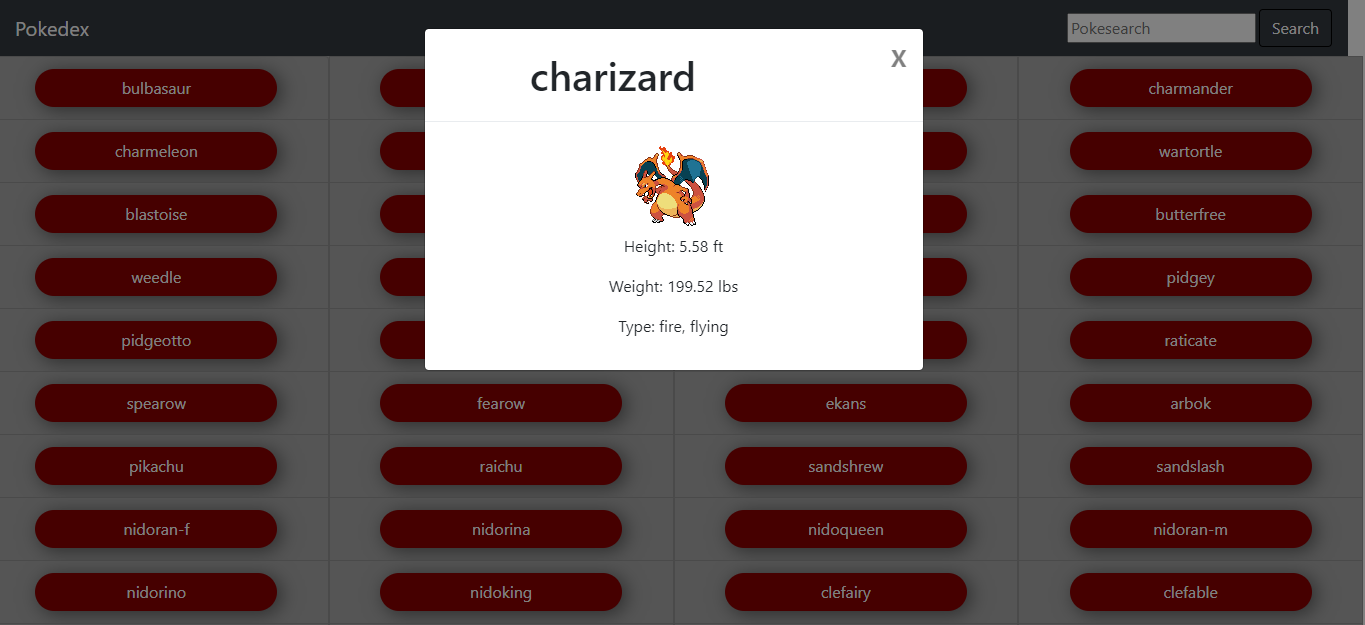 Pokedex
Pokesearch
Search
charizard
X
Height: 5.58 ft
Weight: 199.52 lbs
Type: fire, flying
bulbasaur
charmander
charmeleon
wartortle
blastoise
butterfree
weedle
pidgey
pidgeotto
raticate
spearow
fearow
ekans
arbok
pikachu
raichu
sandshrew
sandslash
nidoran-f
nidorina
nidoqueen
nidoran-m
nidorino
nidoking
clefairy
clefable